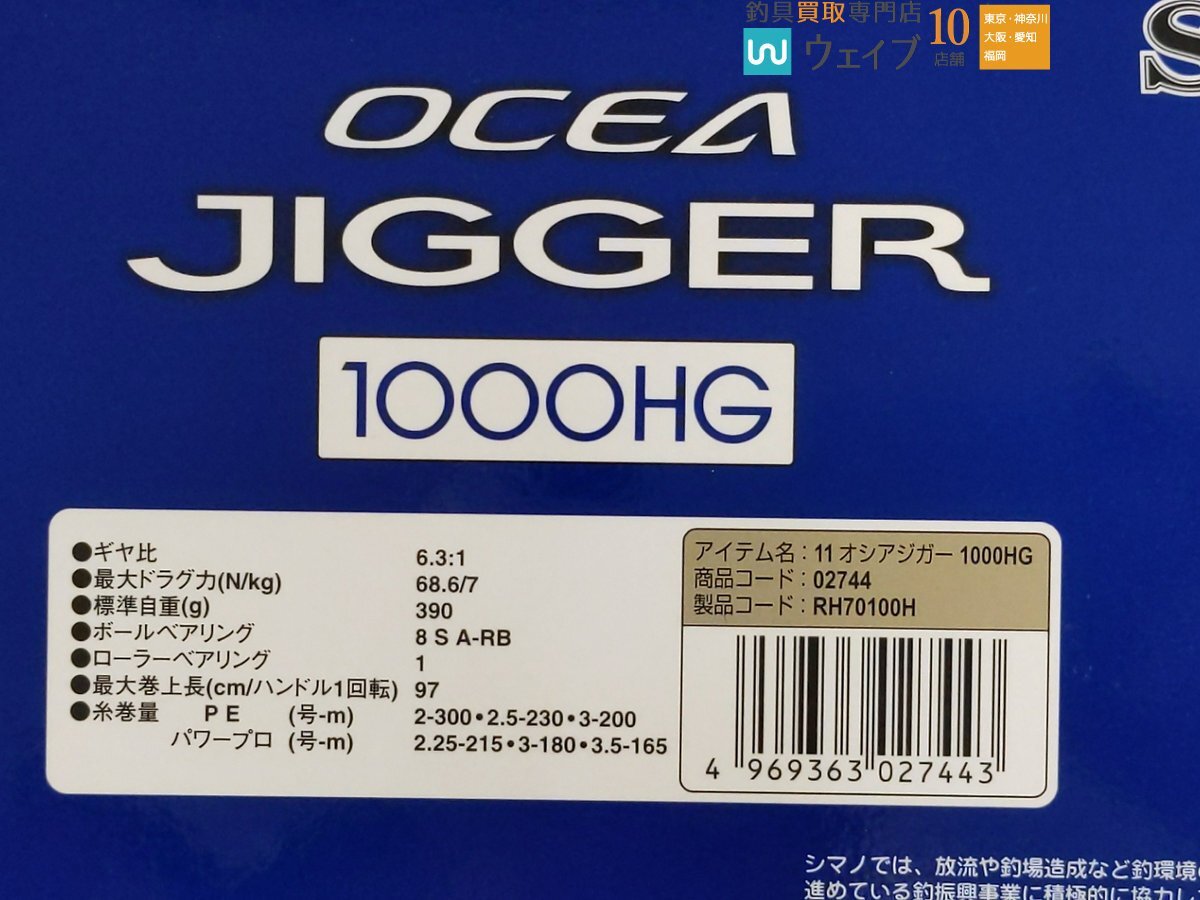 釣具買取専門店
ウェイブ
10
店舗
東京・神奈川
大阪・愛知
福岡
S
OCEA
JIGGER
1000HG
●ギヤ比 6.3:1
●最大ドラグ力(N/kg) 68.6/7
●標準自重(g) 390
●ボールベアリング 8 S A-RB
●ローラーベアリング 1
●最大巻上長(cm/ハンドル1回転) 97
●糸巻量 PE (号-m) 2-300•2.5-230•3-200
パワープロ (号-m) 2.25-215•3-180•3.5-165
アイテム名：11 オシアジガー 1000HG
商品コード：02744
製品コード：RH70100H
4 969363 027443
シマノでは、放流や釣場造成など釣環境
進めている釣振興事業に積極的に協力し